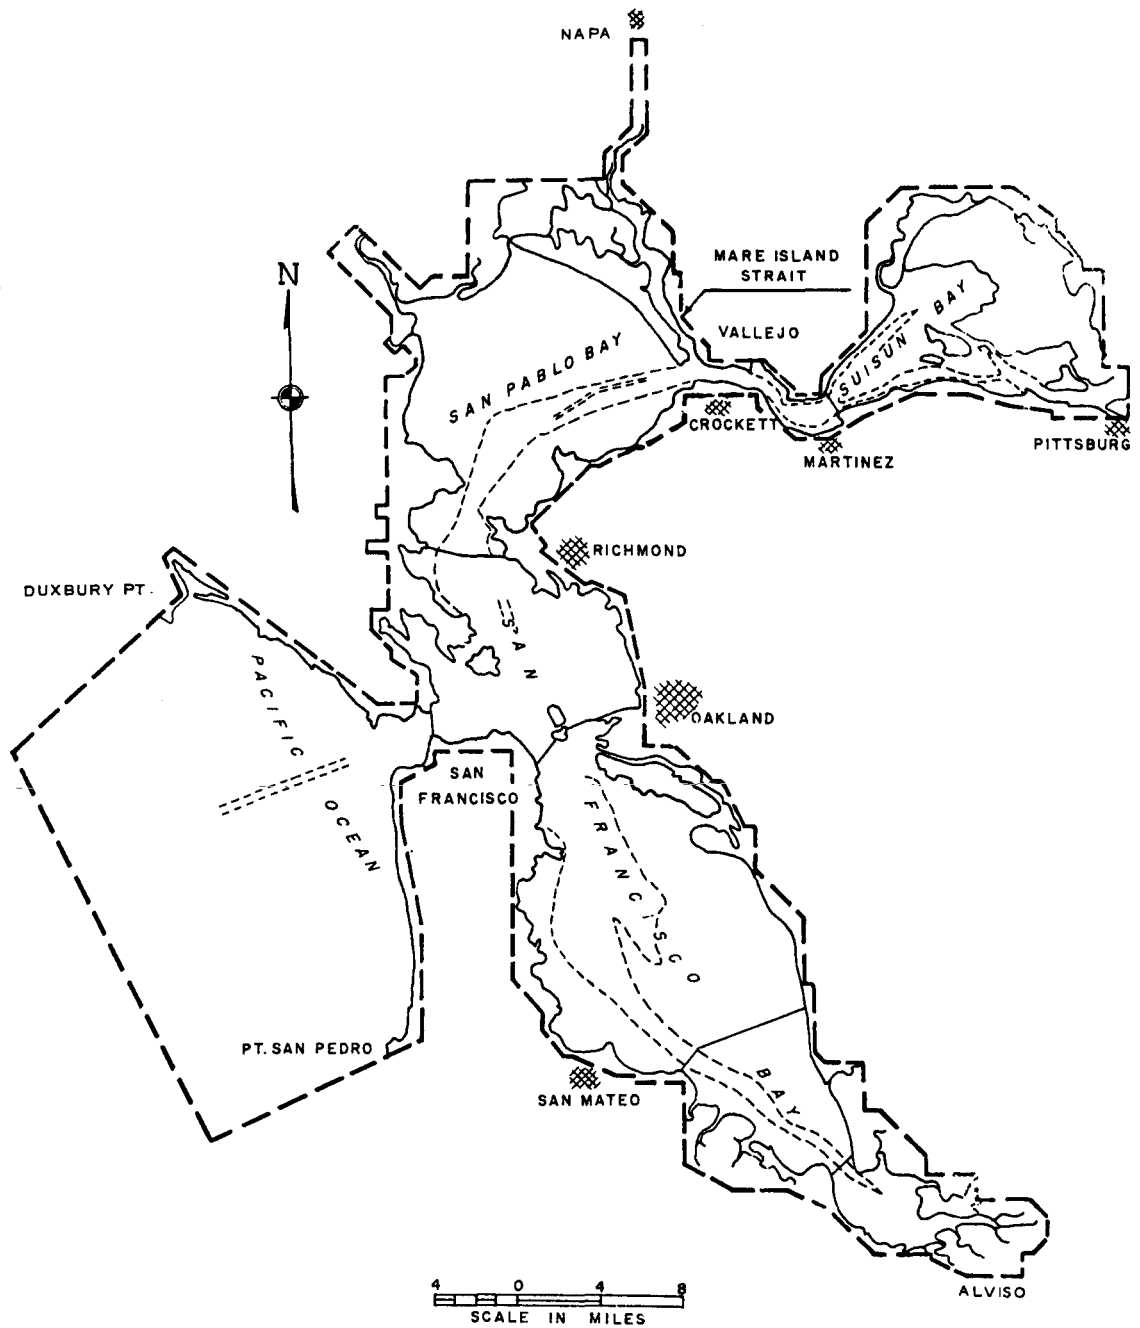 NAPA
N
MARE ISLAND
STRAIT
VALLEJO
SAN PABLO BAY
SUISUN BAY
CROCKETT
MARTINEZ
PITTSBURG
RICHMOND
DUXBURY PT.
SAN
PACIFIC
OAKLAND
SAN
FRANCISCO
OCEAN
FRANCISCO
PT. SAN PEDRO
BAY
SAN MATEO
ALVISO
4 0 4 8
SCALE IN MILES